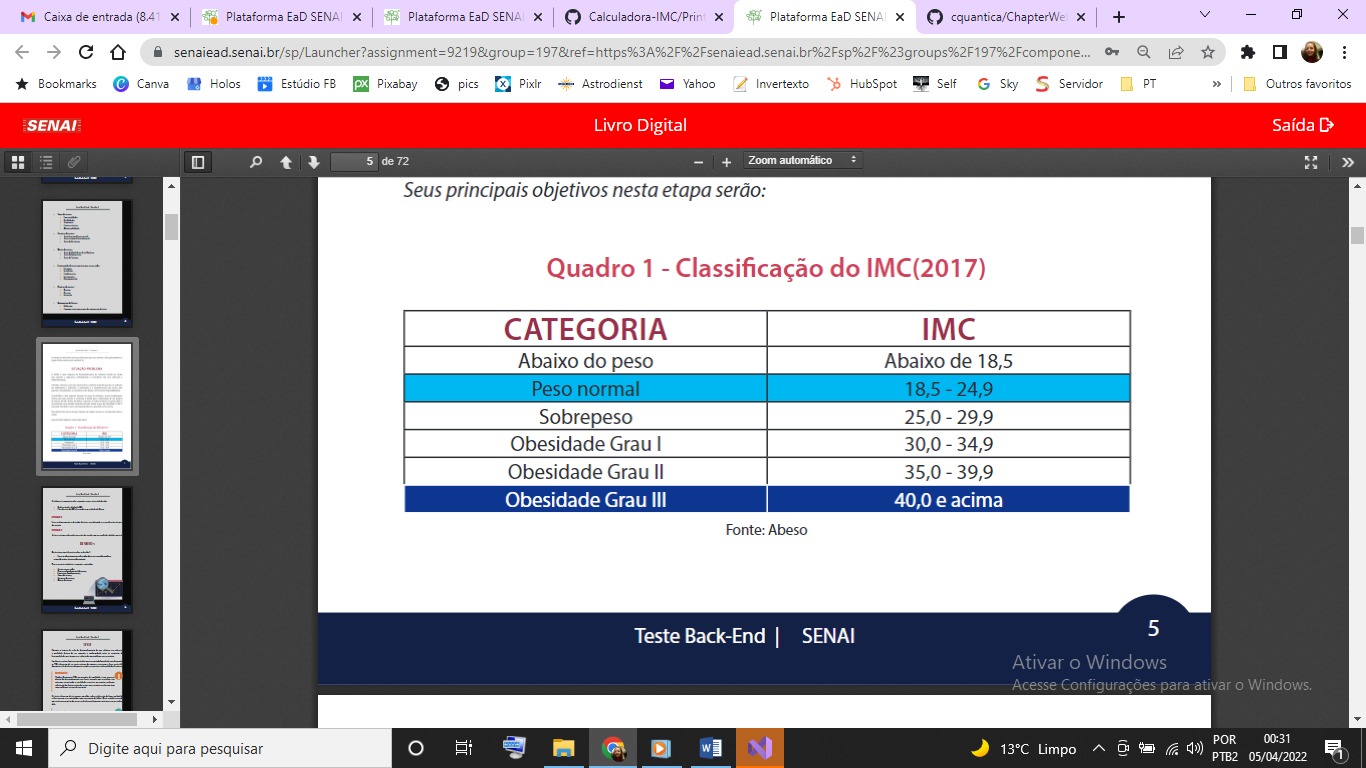 Caixa de entrada (8.41
Plataforma EaD SENAI
Plataforma EaD SENAI
Calculadora-IMC/Print
Plataforma EaD SENAI
cquantica/ChapterWel
senaiead.senai.br/sp/Launcher?assignment=9219&group=197&ref=https%3A%2F%2Fsenaiead.senai.br%2Fsp%2F%23groups%2F197%2Fcompone...
Bookmarks Canva Holos Estúdio FB Pixabay pics Pixlr Astrodienst Yahoo Invertexto HubSpot Self Sky Servidor PT » Outros favoritos
SENAI Livro Digital Saída
5 de 72 Zoom automático
Seus principais objetivos nesta etapa serão:
Quadro 1 - Classificação do IMC(2017)
CATEGORIA IMC
Abaixo do peso Abaixo de 18,5
Peso normal 18,5 - 24,9
Sobrepeso 25,0 - 29,9
Obesidade Grau I 30,0 - 34,9
Obesidade Grau II 35,0 - 39,9
Obesidade Grau III 40,0 e acima
Fonte: Abeso
Teste Back-End | SENAI 5
Ativar o Windows
Acesse Configurações para ativar o Windows.
Digite aqui para pesquisar
13°C Limpo
POR
PTB2
00:31
05/04/2022
1